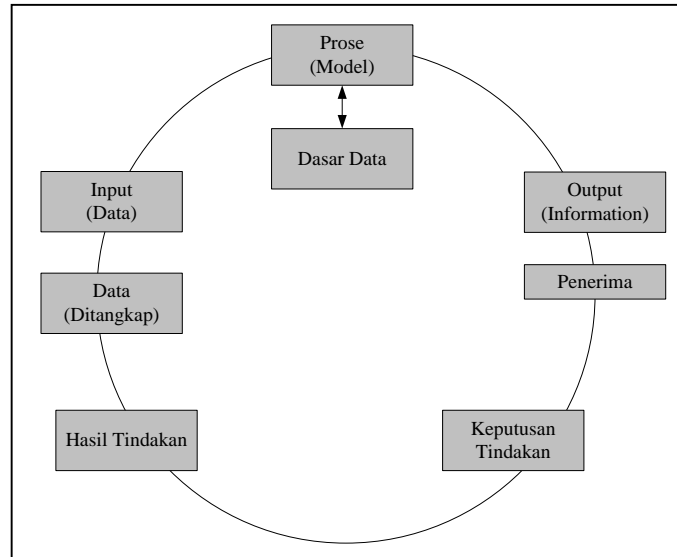 Prose
(Model)
Dasar Data
Input
(Data)
Output
(Information)
Data
(Ditangkap)
Penerima
Hasil Tindakan
Keputusan
Tindakan